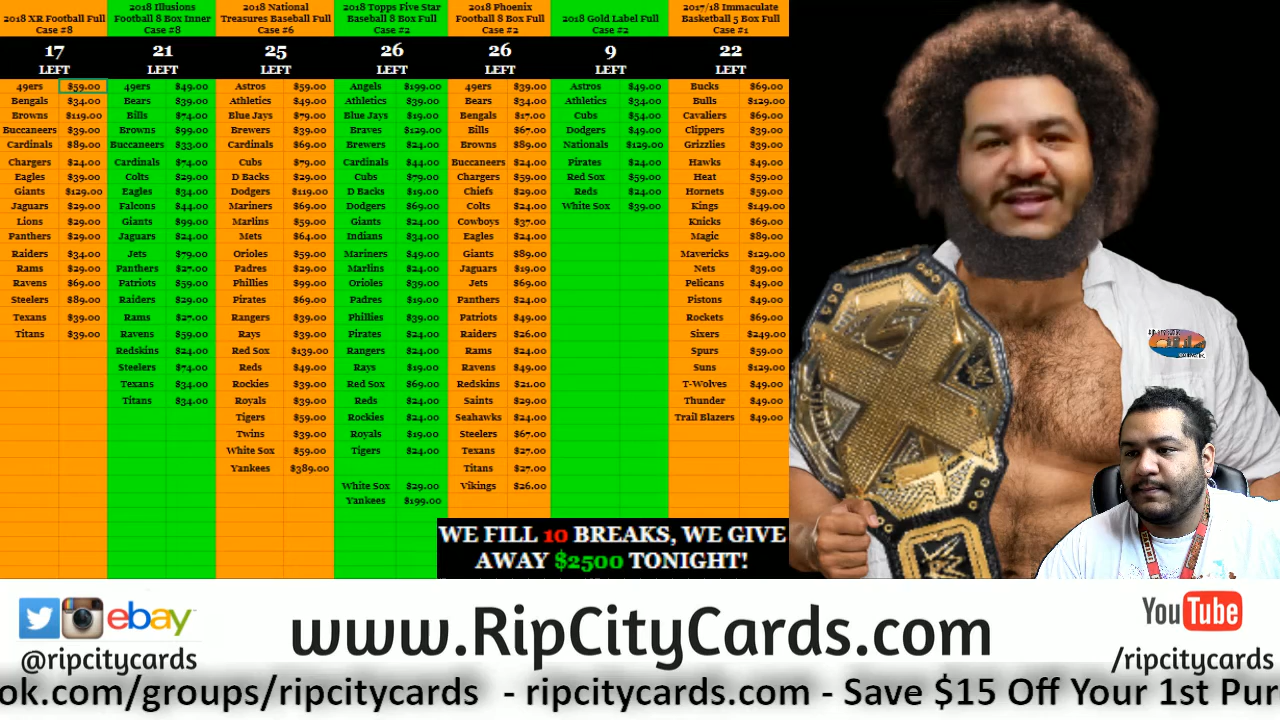 2018 XR Football Full
Case #8
17
LEFT
49ers $59.00
Bengals $34.00
Browns $119.00
Buccaneers $39.00
Cardinals $89.00
Chargers $24.00
Eagles $39.00
Giants $129.00
Jaguars $29.00
Lions $29.00
Panthers $29.00
Raiders $34.00
Rams $29.00
Ravens $69.00
Steelers $89.00
Texans $39.00
Titans $39.00
2018 Illusions
Football 8 Box Inner
Case #8
21
LEFT
49ers $49.00
Bears $39.00
Bills $74.00
Browns $99.00
Buccaneers $33.00
Cardinals $74.00
Colts $29.00
Eagles $34.00
Falcons $44.00
Giants $99.00
Jaguars $24.00
Jets $79.00
Panthers $27.00
Patriots $59.00
Raiders $29.00
Rams $27.00
Ravens $59.00
Redskins $24.00
Steelers $74.00
Texans $34.00
Titans $34.00
2018 National
Treasures Baseball Full
Case #6
25
LEFT
Astros $59.00
Athletics $49.00
Blue Jays $79.00
Brewers $39.00
Cardinals $69.00
Cubs $79.00
D Backs $29.00
Dodgers $119.00
Mariners $69.00
Marlins $59.00
Mets $64.00
Orioles $59.00
Padres $29.00
Phillies $99.00
Pirates $69.00
Rangers $39.00
Rays $39.00
Red Sox $139.00
Reds $49.00
Rockies $39.00
Royals $39.00
Tigers $59.00
Twins $39.00
White Sox $59.00
Yankees $389.00
2018 Topps Five Star
Baseball 8 Box Full
Case #2
26
LEFT
Angels $199.00
Athletics $39.00
Blue Jays $19.00
Braves $129.00
Brewers $24.00
Cardinals $44.00
Cubs $79.00
D Backs $19.00
Dodgers $69.00
Giants $24.00
Indians $34.00
Mariners $49.00
Marlins $24.00
Orioles $39.00
Padres $19.00
Phillies $39.00
Pirates $24.00
Rangers $24.00
Rays $19.00
Red Sox $69.00
Reds $24.00
Rockies $24.00
Royals $19.00
Tigers $24.00
White Sox $29.00
Yankees $199.00
2018 Phoenix
Football 8 Box Full
Case #2
26
LEFT
49ers $39.00
Bears $34.00
Bengals $17.00
Bills $67.00
Browns $89.00
Buccaneers $24.00
Chargers $59.00
Chiefs $29.00
Colts $24.00
Cowboys $37.00
Eagles $24.00
Giants $89.00
Jaguars $19.00
Jets $69.00
Panthers $24.00
Patriots $49.00
Raiders $26.00
Rams $24.00
Ravens $49.00
Redskins $21.00
Saints $29.00
Seahawks $24.00
Steelers $67.00
Texans $27.00
Titans $27.00
Vikings $26.00
2018 Gold Label Full
Case #2
9
LEFT
Astros $49.00
Athletics $34.00
Cubs $54.00
Dodgers $49.00
Nationals $129.00
Pirates $24.00
Red Sox $59.00
Reds $24.00
White Sox $39.00
2017/18 Immaculate
Basketball 5 Box Full
Case #1
22
LEFT
Bucks $69.00
Bulls $129.00
Cavaliers $69.00
Clippers $39.00
Grizzlies $39.00
Hawks $49.00
Heat $59.00
Hornets $59.00
Kings $149.00
Knicks $69.00
Magic $89.00
Mavericks $129.00
Nets $39.00
Pelicans $49.00
Pistons $49.00
Rockets $69.00
Sixers $249.00
Spurs $59.00
Suns $129.00
T-Wolves $49.00
Thunder $49.00
Trail Blazers $49.00
WE FILL 10 BREAKS, WE GIVE
AWAY $2500 TONIGHT!
ebay
@ripcitycards
www.RipCityCards.com
YouTube
/ripcitycards
ok.com/groups/ripcitycards - ripcitycards.com - Save $15 Off Your 1st Pur